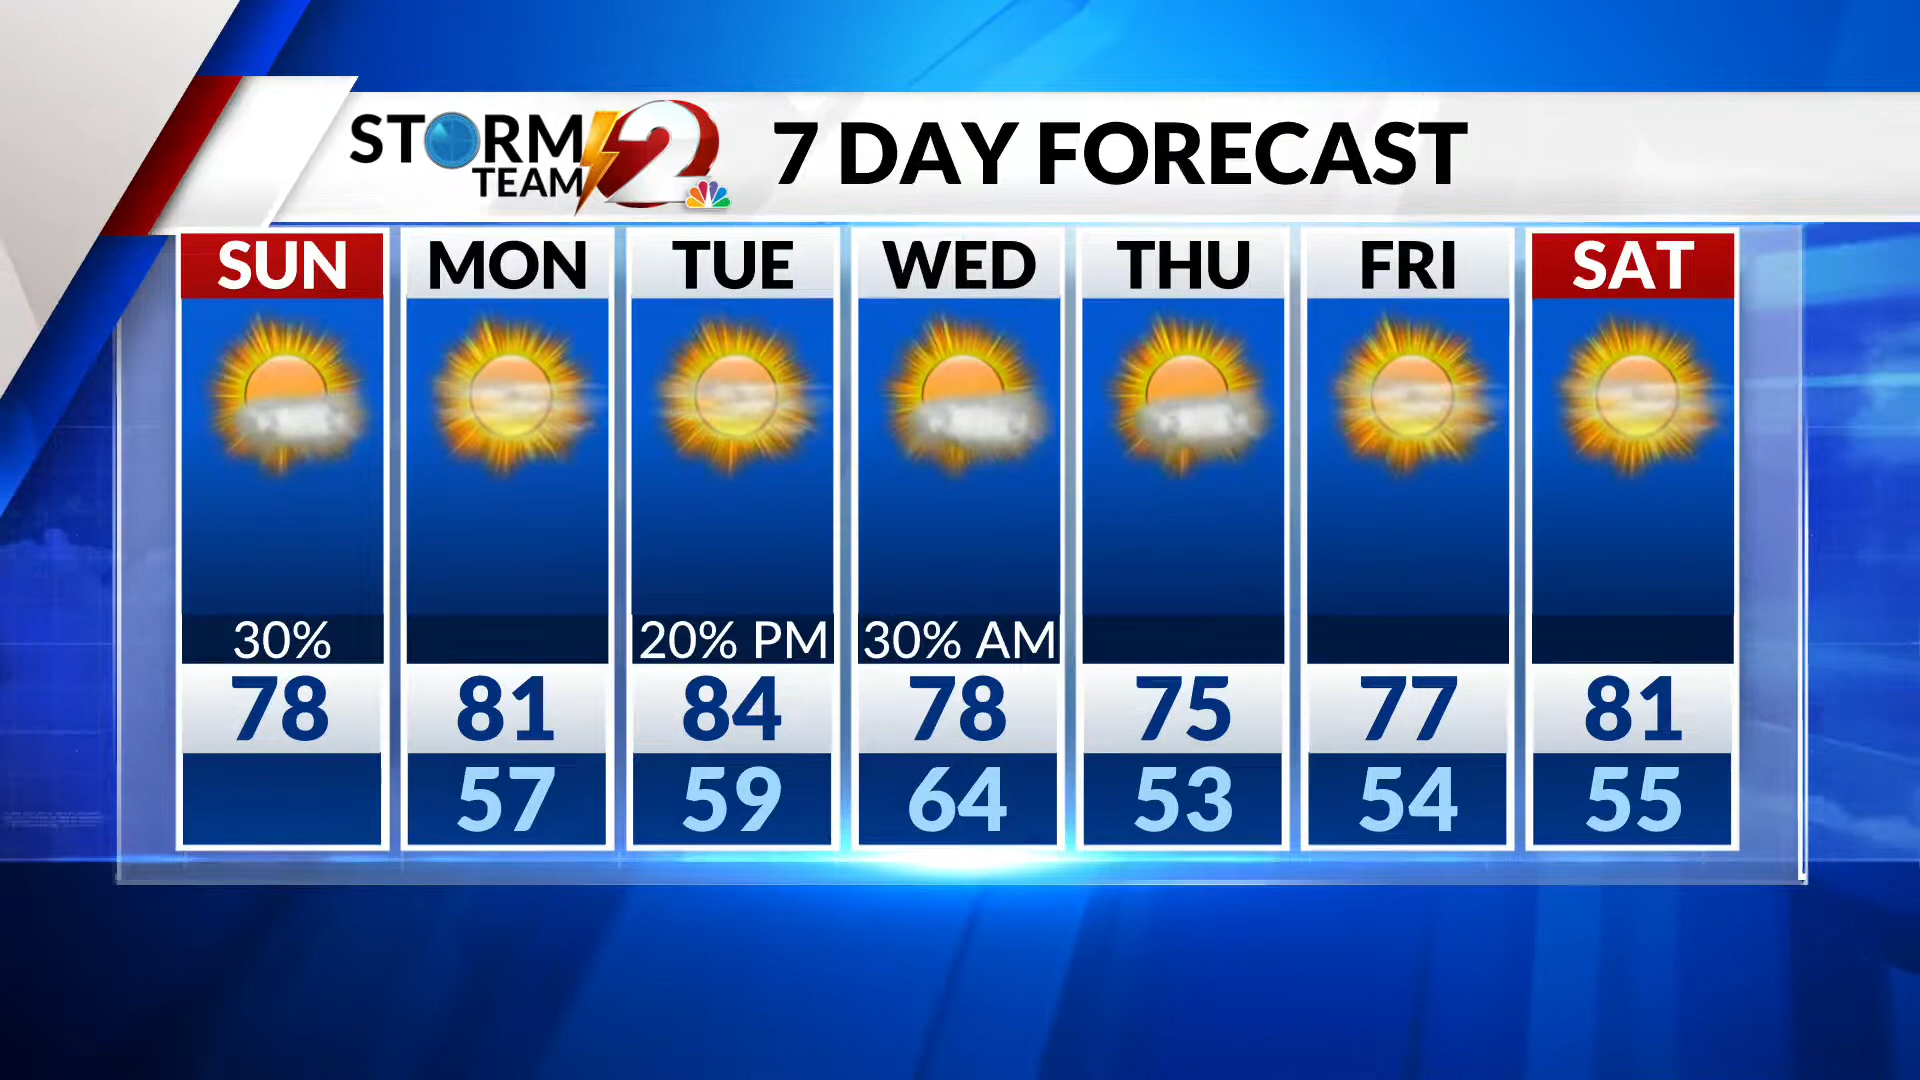 STORM TEAM 2 7 DAY FORECAST
SUN MON TUE WED THU FRI SAT
30% 20% PM 30% AM
78 81 84 78 75 77 81
57 59 64 53 54 55